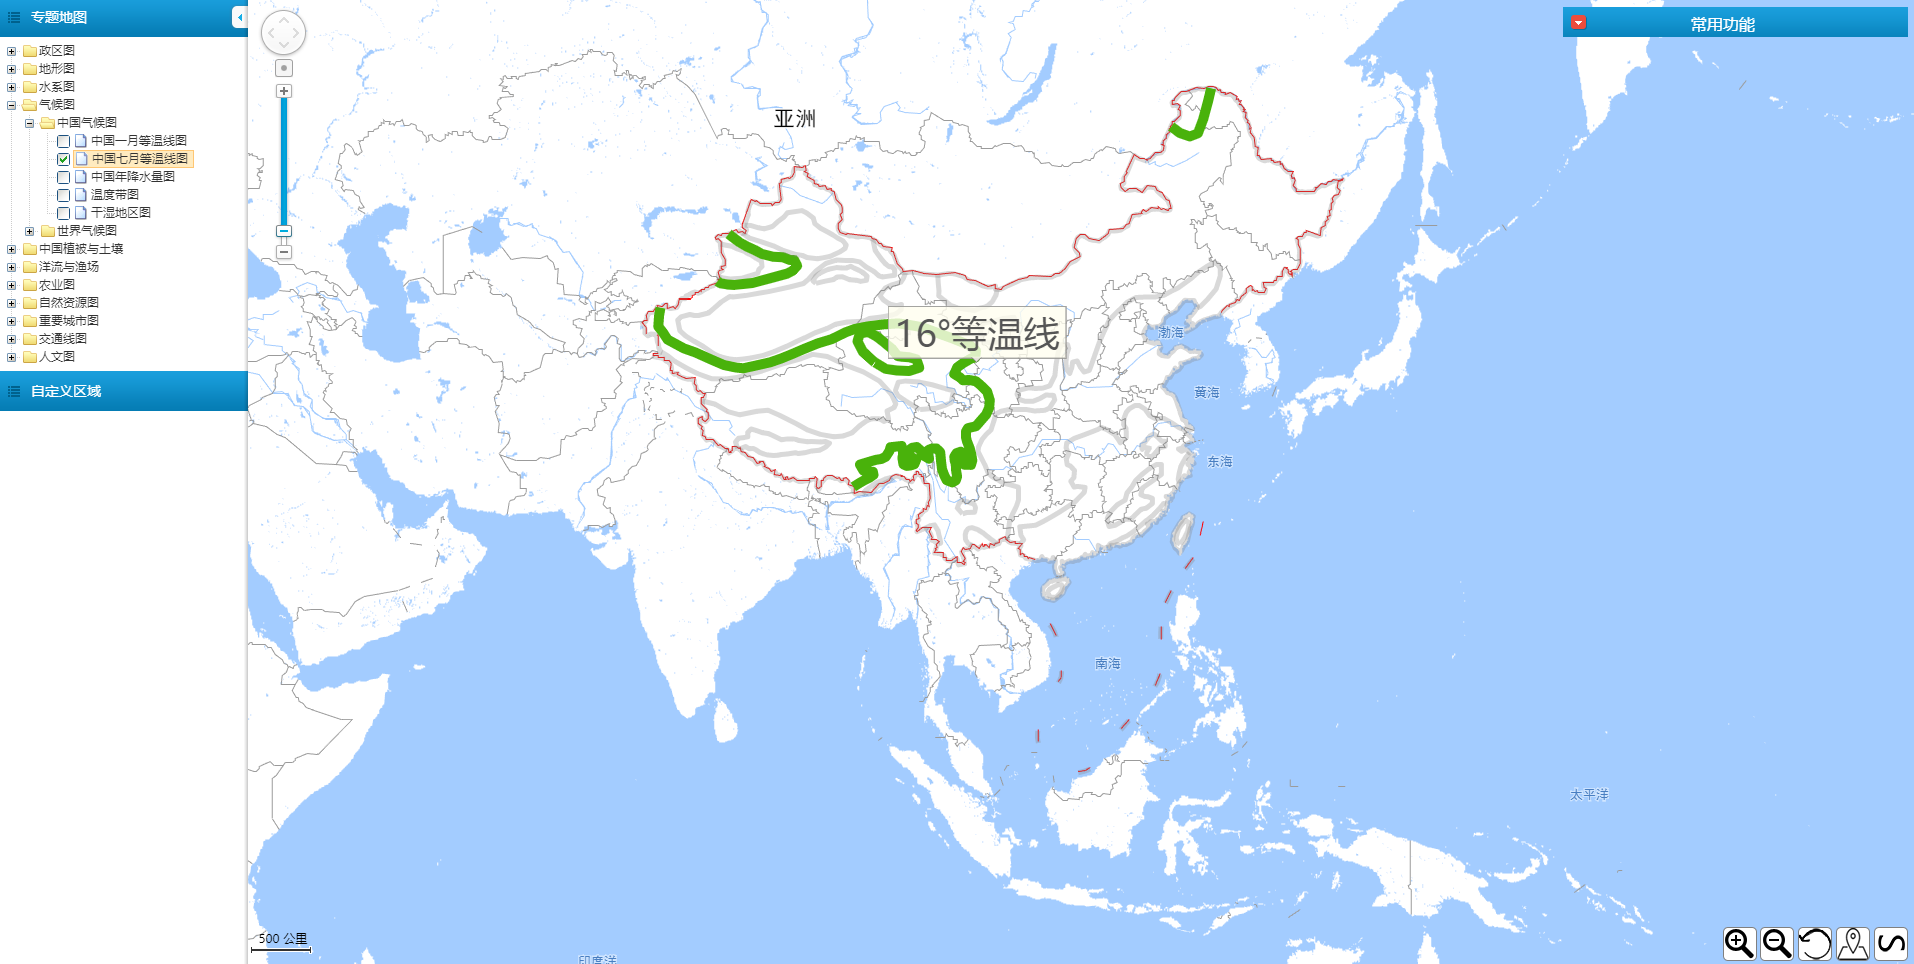 专题地图
政区图
地形图
水系图
气候图
中国气候图
中国一月等温线图
中国七月等温线图
中国年降水量图
温度带图
干湿地区图
世界气候图
中国植被与土壤
洋流与渔场
农业图
自然资源图
重要城市图
交通线图
人文图
自定义区域
常用功能
亚洲
16°等温线
渤海
黄海
东海
南海
太平洋
500 公里
印度洋